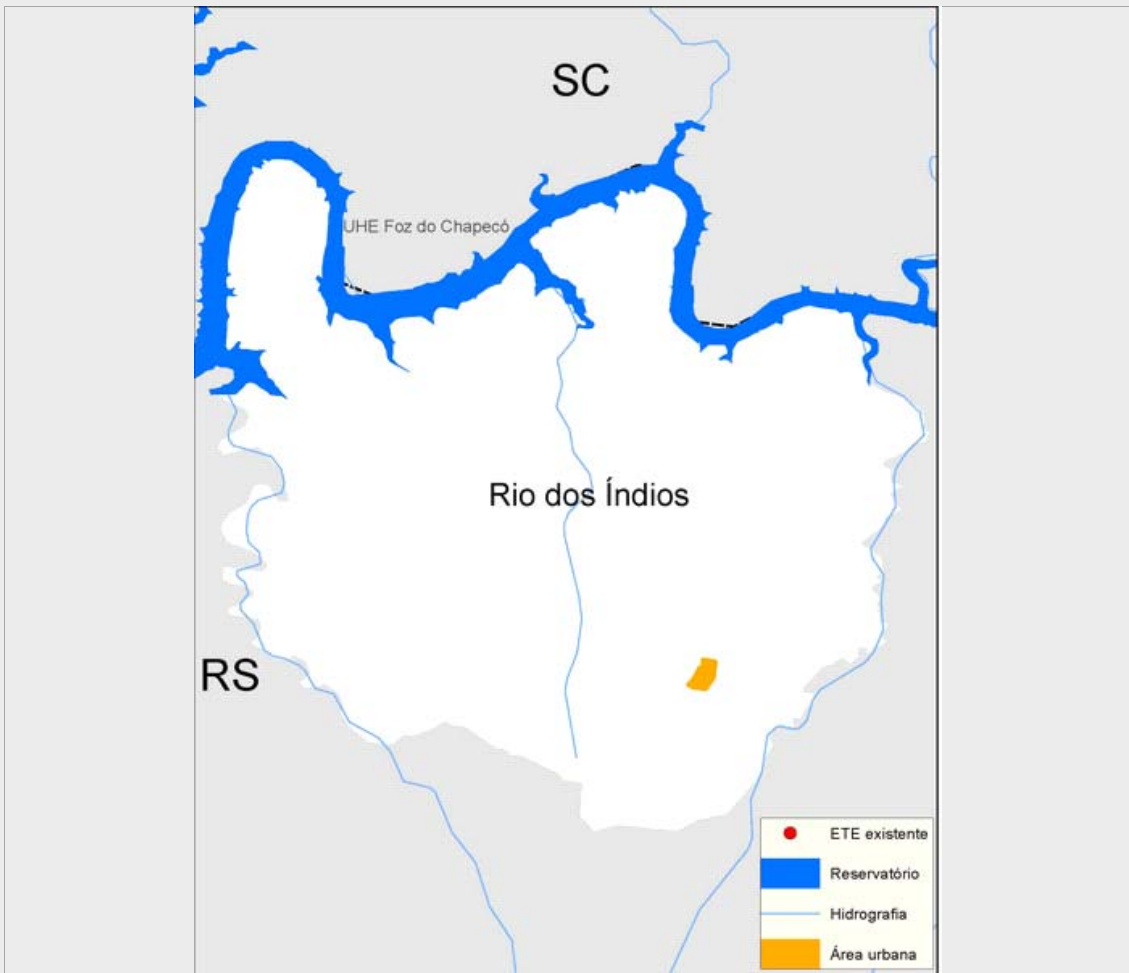 SC
UHE Foz do Chapecó
Rio dos Índios
RS
ETE existente
Reservatório
Hidrografia
Área urbana